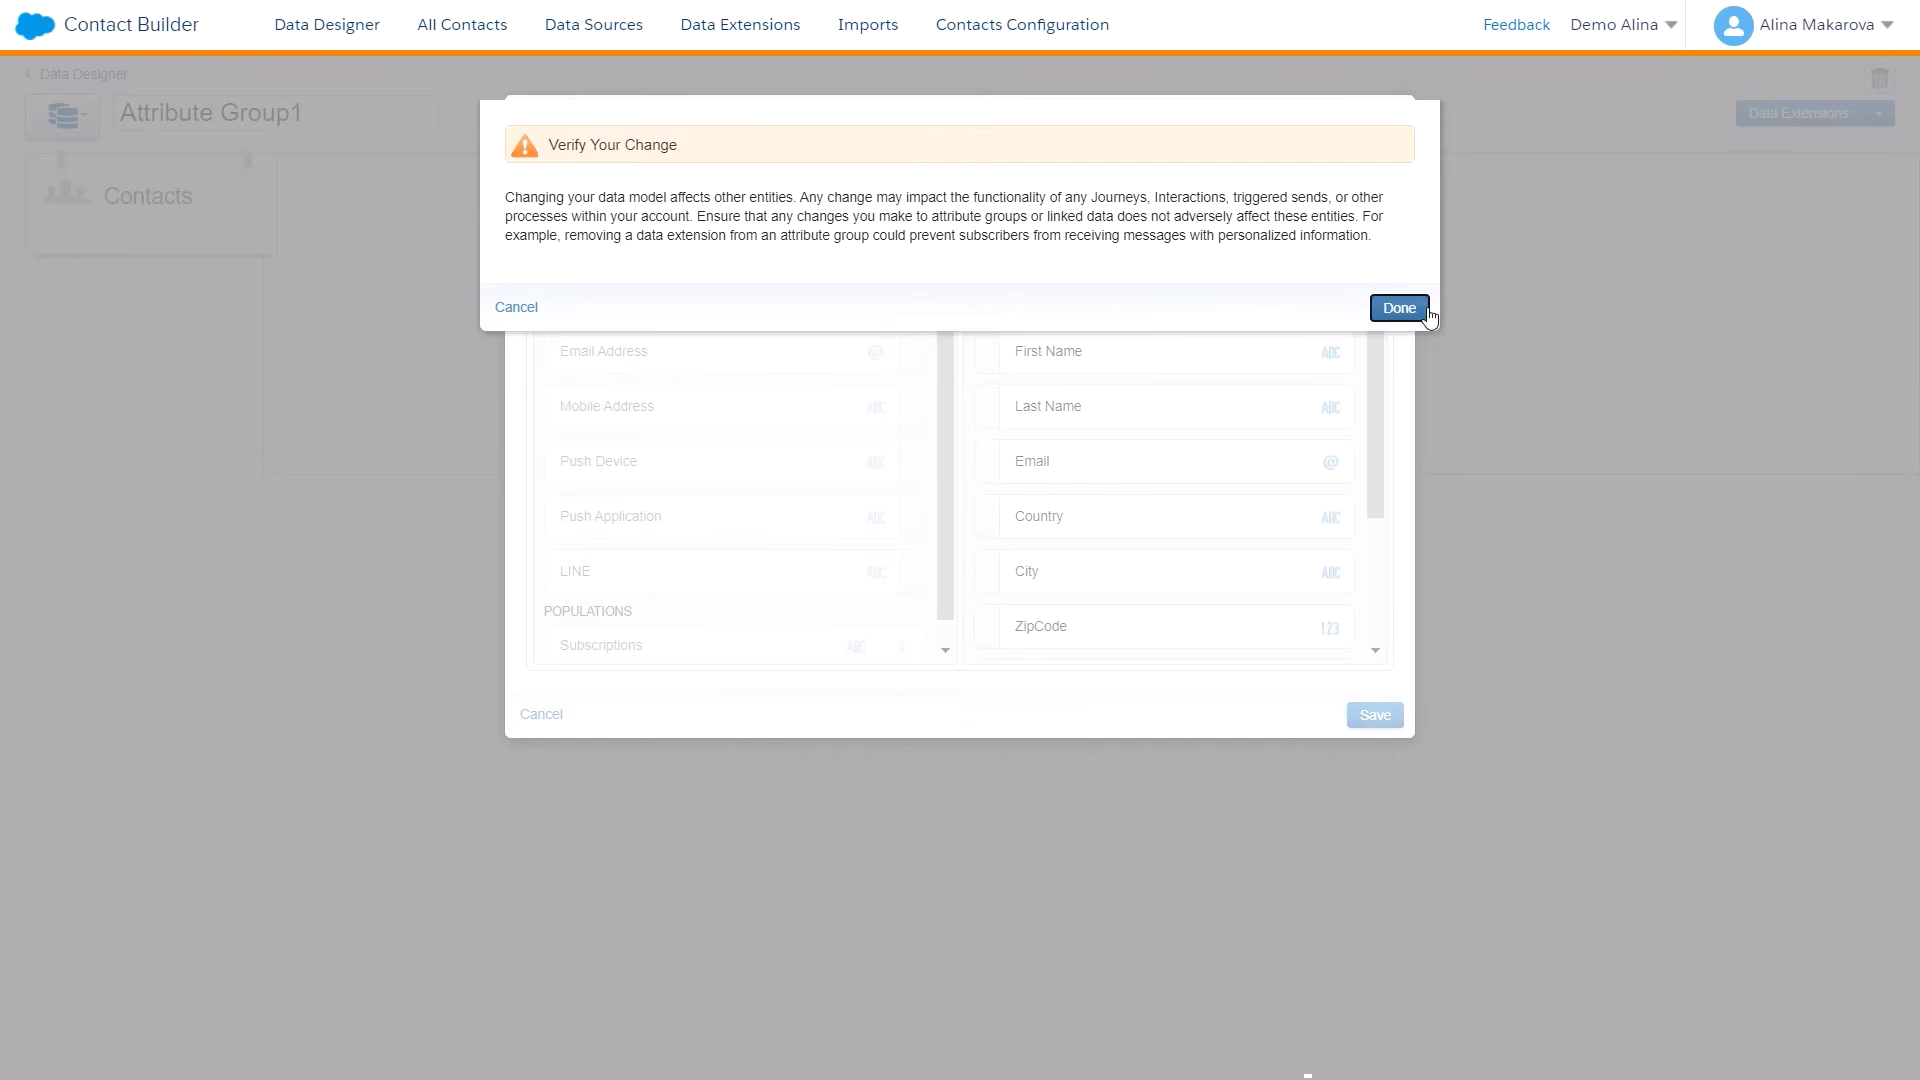 Contact Builder
Data Designer
All Contacts
Data Sources
Data Extensions
Imports
Contacts Configuration
Feedback
Demo Alina
Alina Makarova
Data Designer
Attribute Group1
Data Extensions
Contacts
Verify Your Change
Changing your data model affects other entities. Any change may impact the functionality of any Journeys, Interactions, triggered sends, or other
processes within your account. Ensure that any changes you make to attribute groups or linked data does not adversely affect these entities. For
example, removing a data extension from an attribute group could prevent subscribers from receiving messages with personalized information.
Cancel
Done
Email Address @
First Name ABC
Mobile Address ABC
Last Name ABC
Push Device ABC
Email @
Push Application ABC
Country ABC
LINE ABC
City ABC
POPULATIONS
ZipCode 123
Subscriptions ABC
Cancel
Save